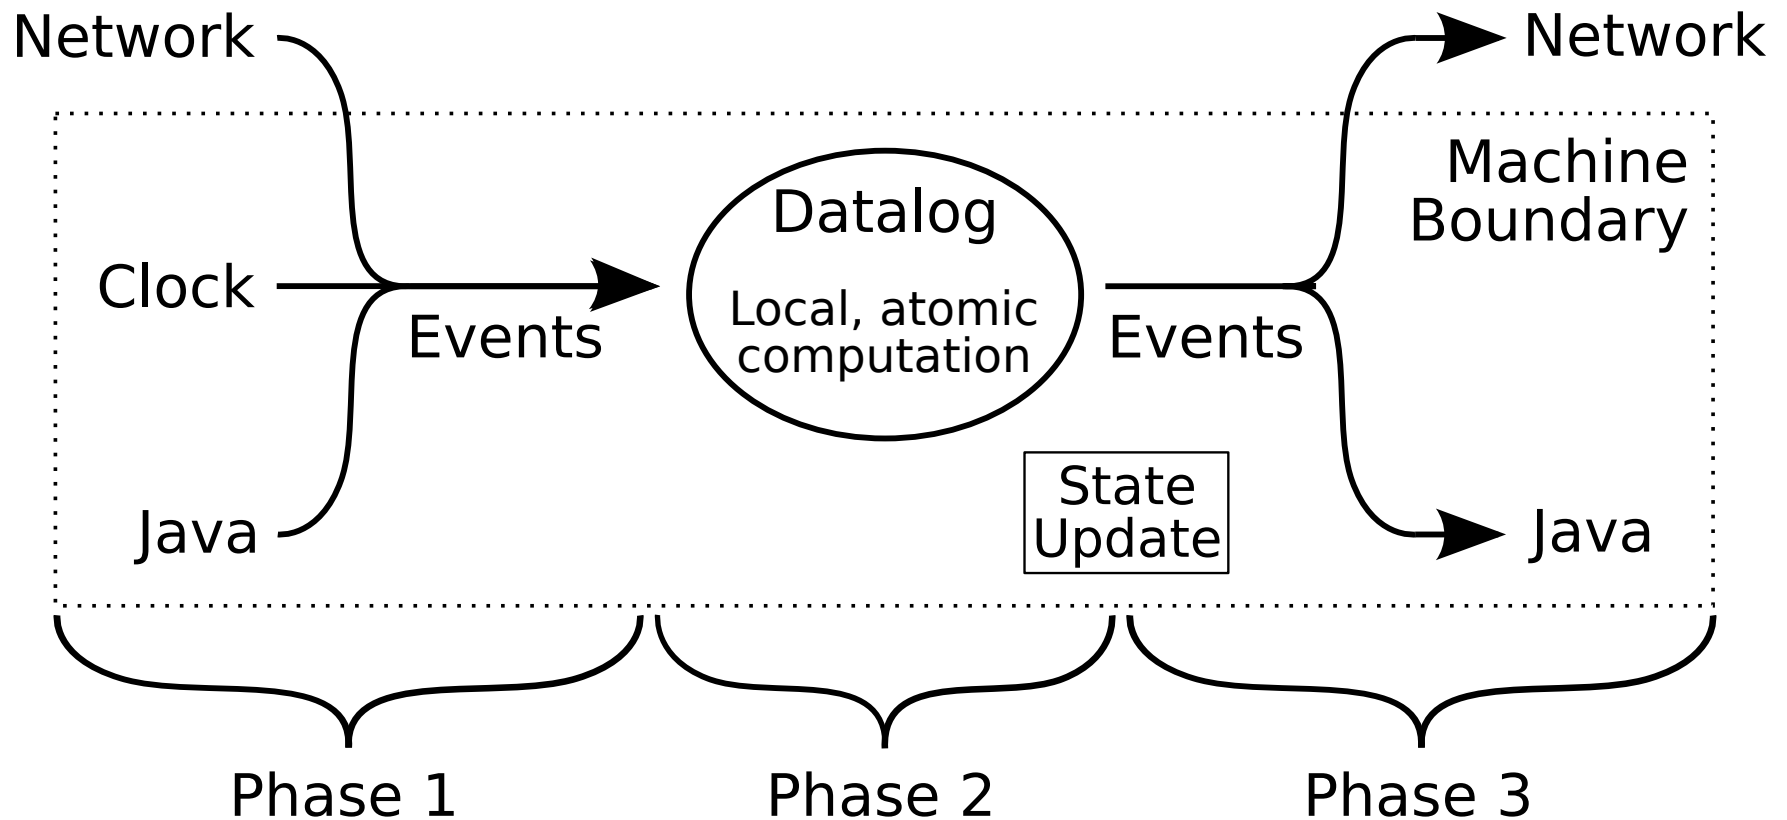 Network
Network
Machine
Boundary
Datalog
Clock
Local, atomic
computation
Events
Events
State
Update
Java
Java
Phase 1
Phase 2
Phase 3